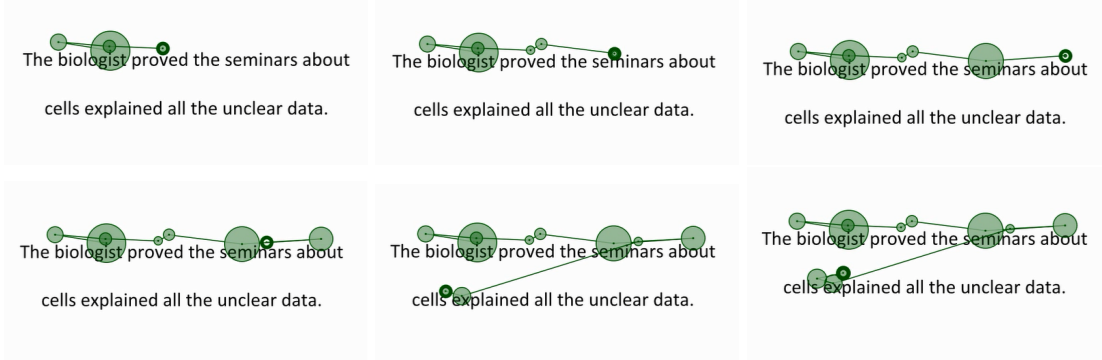 The biologist proved the seminars about
cells explained all the unclear data.
The biologist proved the seminars about
cells explained all the unclear data.
The biologist proved the seminars about
cells explained all the unclear data.
The biologist proved the seminars about
cells explained all the unclear data.
The biologist proved the seminars about
cells explained all the unclear data.
The biologist proved the seminars about
cells explained all the unclear data.